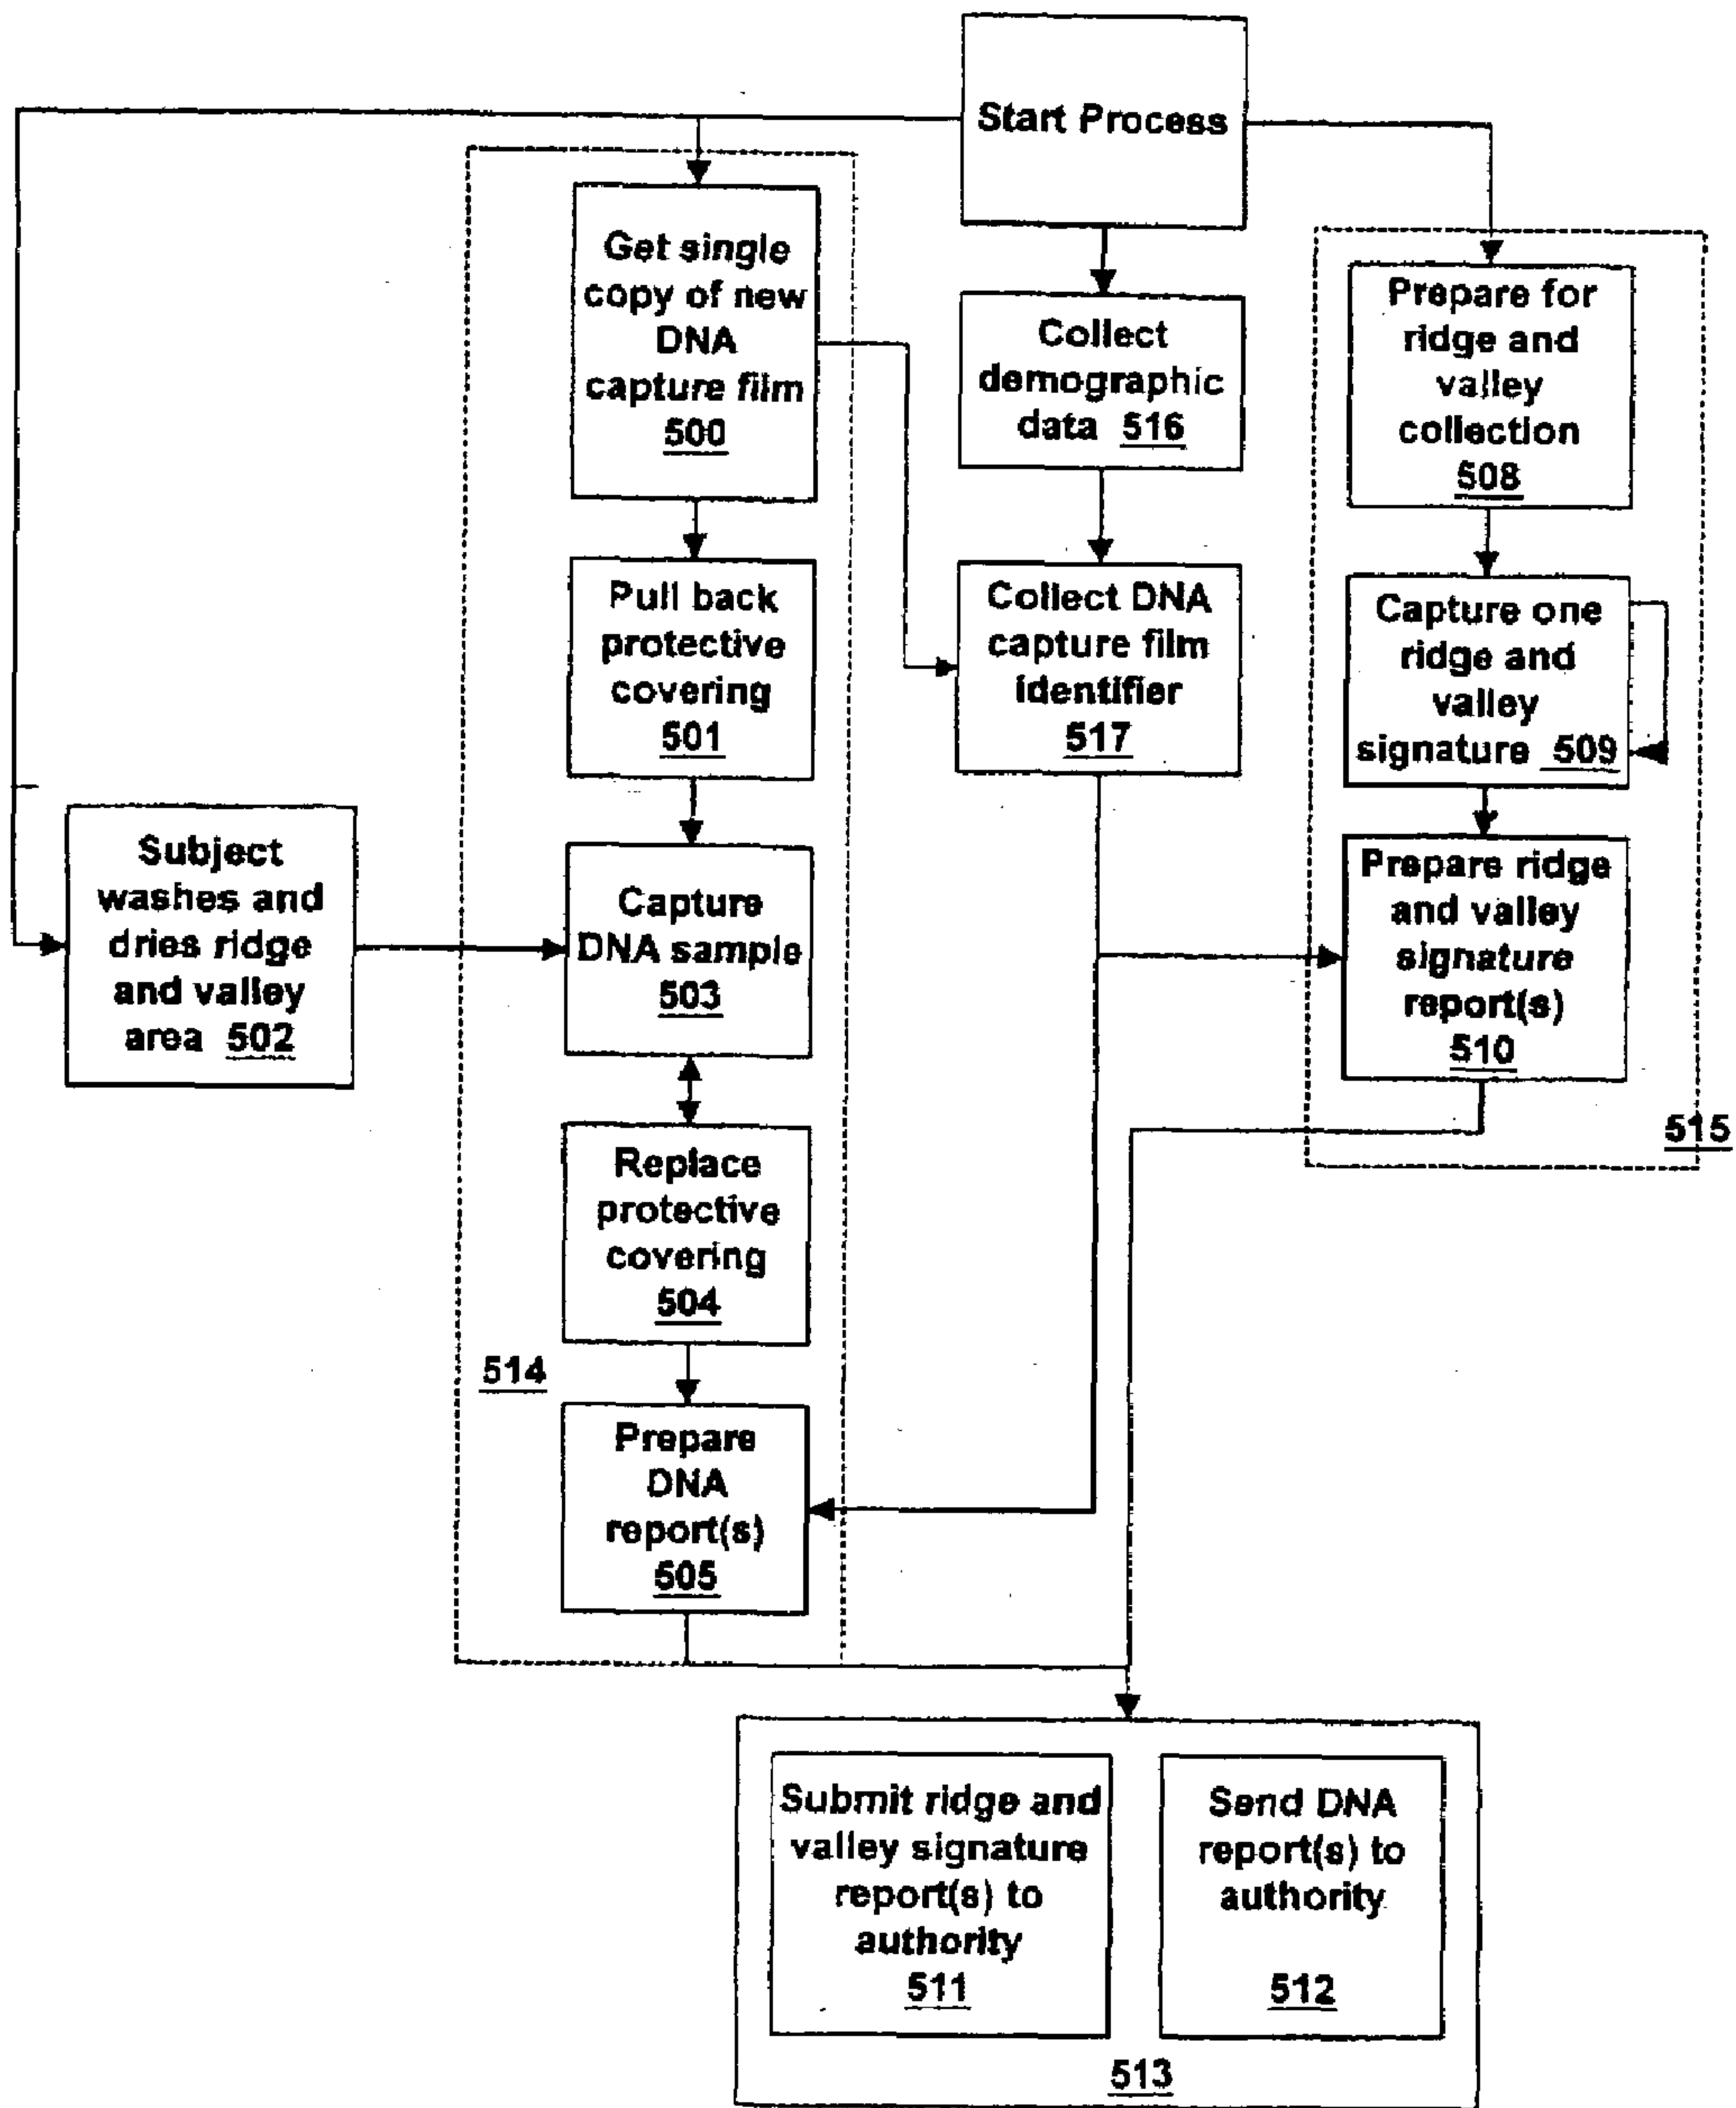 Start Process
Get single
copy of new
DNA
capture film
500
Pull back
protective
covering
501
Subject
washes and
dries ridge
and valley
area 502
Capture
DNA sample
503
Replace
protective
covering
504
514
Prepare
DNA
report(s)
505
Collect
demographic
data 516
Collect DNA
capture film
identifier
517
Prepare for
ridge and
valley
collection
508
Capture one
ridge and
valley
signature 509
Prepare ridge
and valley
signature
report(s)
510
515
Submit ridge and
valley signature
report(s) to
authority
511
Send DNA
report(s) to
authority
512
513